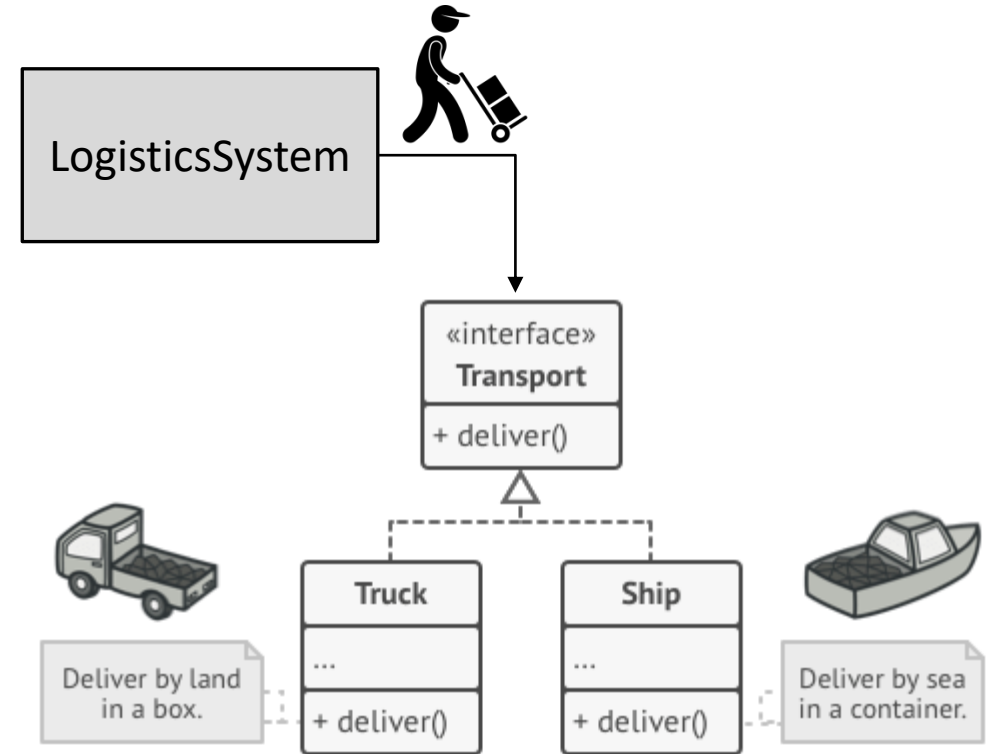 LogisticsSystem
«interface»
Transport
+ deliver()
Truck
...
+ deliver()
Ship
...
+ deliver()
Deliver by land
in a box.
Deliver by sea
in a container.